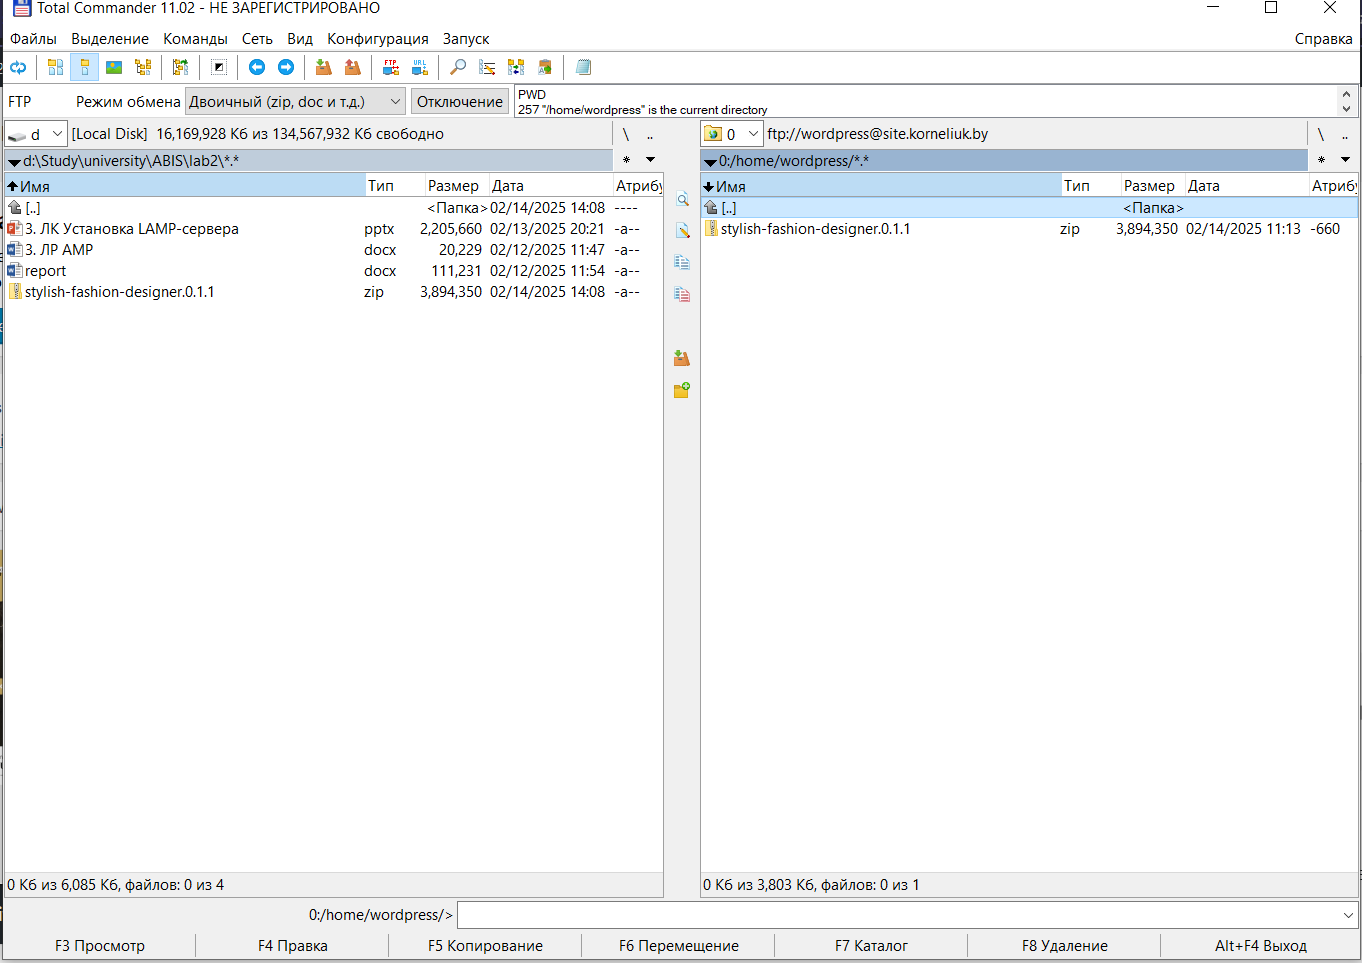 Total Commander 11.02 - НЕ ЗАРЕГИСТРИРОВАНО
Файлы Выделение Команды Сеть Вид Конфигурация Запуск Справка
FTP Режим обмена Двоичный (zip, doc и т.д.) Отключение
PWD
257 "/home/wordpress" is the current directory
d [Local Disk] 16,169,928 Кб из 134,567,932 Кб свободно \ ..
d:\Study\university\ABIS\lab2\*.* *
Имя Тип Размер Дата Атрибу
[..] <Папка> 02/14/2025 14:08 ----
3. ЛК Установка LAMP-сервера pptx 2,205,660 02/13/2025 20:21 -a--
3. ЛР AMP docx 20,229 02/12/2025 11:47 -a--
report docx 111,231 02/12/2025 11:54 -a--
stylish-fashion-designer.0.1.1 zip 3,894,350 02/14/2025 14:08 -a--
0 Кб из 6,085 Кб, файлов: 0 из 4
0 ftp://wordpress@site.korneliuk.by \ ..
0:/home/wordpress/*.* *
Имя Тип Размер Дата Атриб
[..] <Папка>
stylish-fashion-designer.0.1.1 zip 3,894,350 02/14/2025 11:13 -660
0 Кб из 3,803 Кб, файлов: 0 из 1
0:/home/wordpress/>
F3 Просмотр F4 Правка F5 Копирование F6 Перемещение F7 Каталог F8 Удаление Alt+F4 Выход